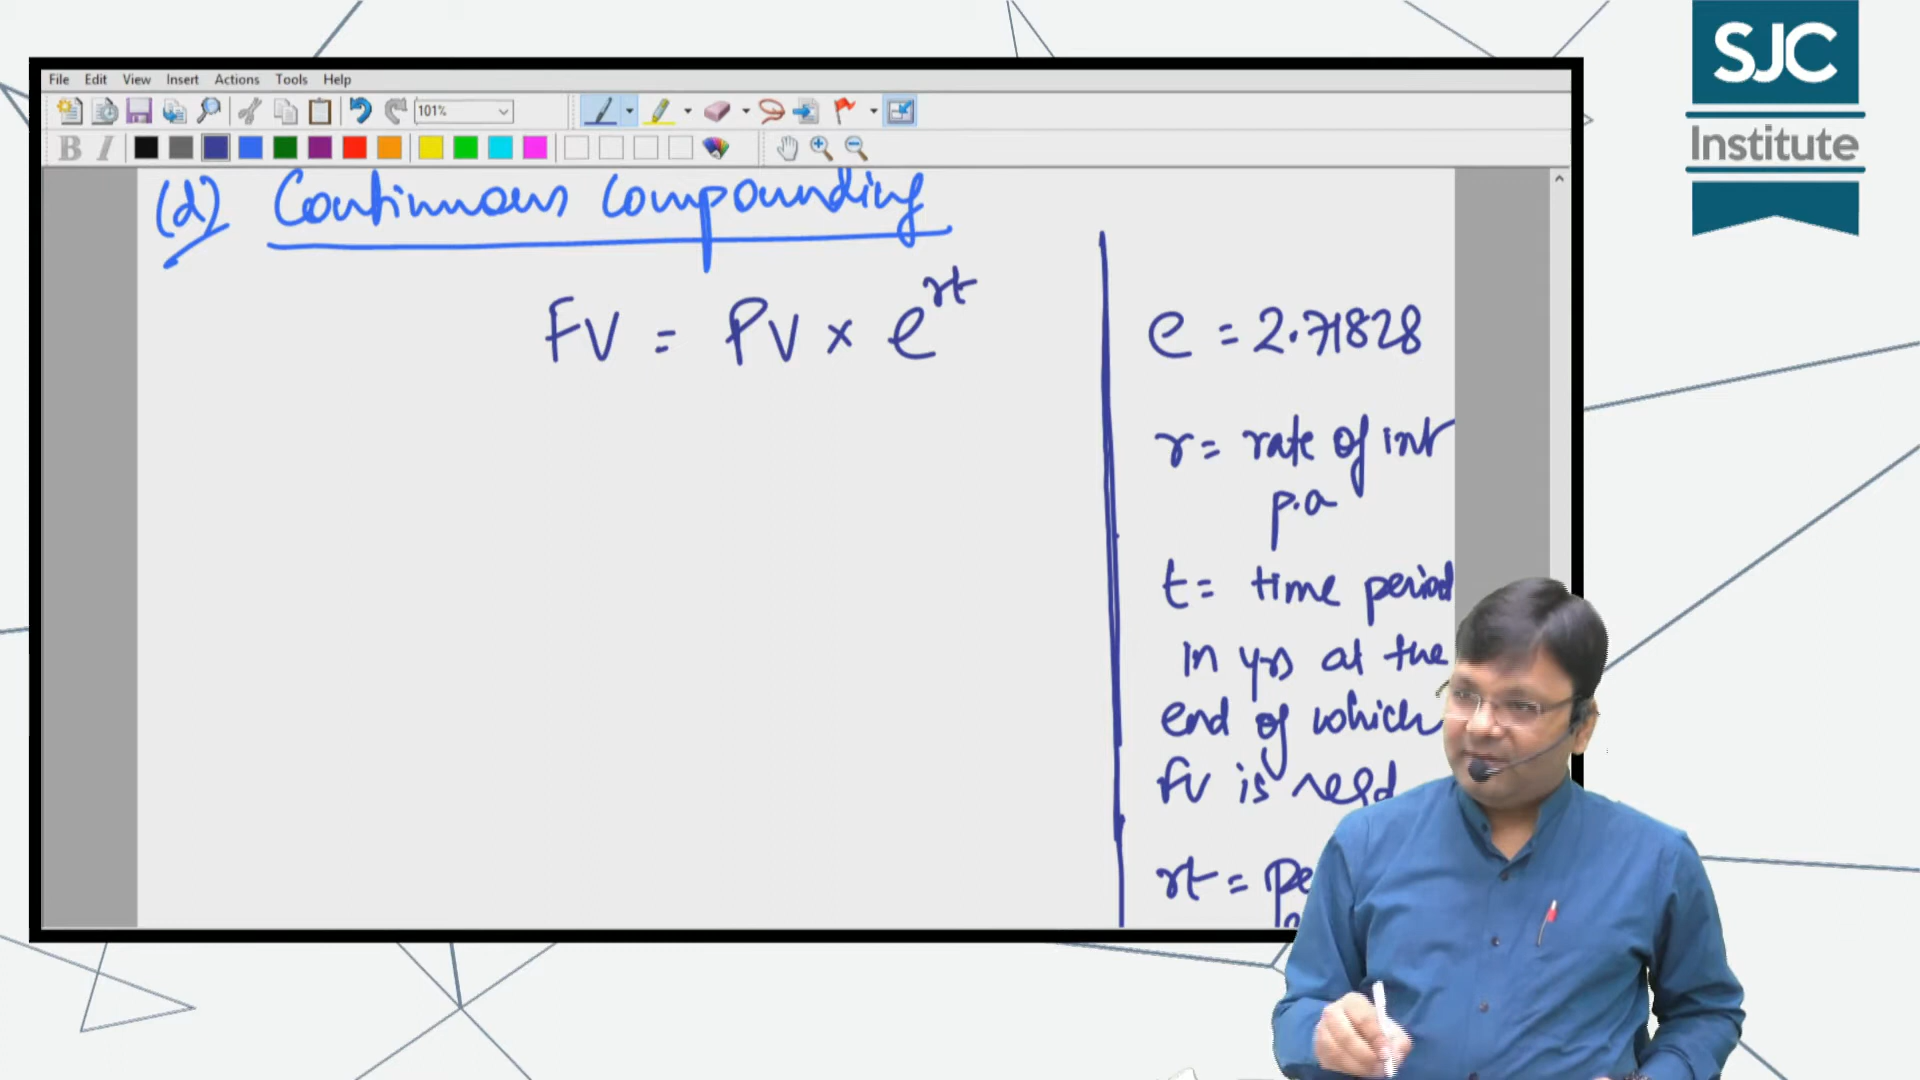 SJC
Institute
File Edit View Insert Actions Tools Help
101%
B I
(d) Continuous Compounding
FV = PV × e^rt
e = 2.71828
r = rate of int
p.a
t = time period
in yrs at the
end of which
FV is reqd
rt =